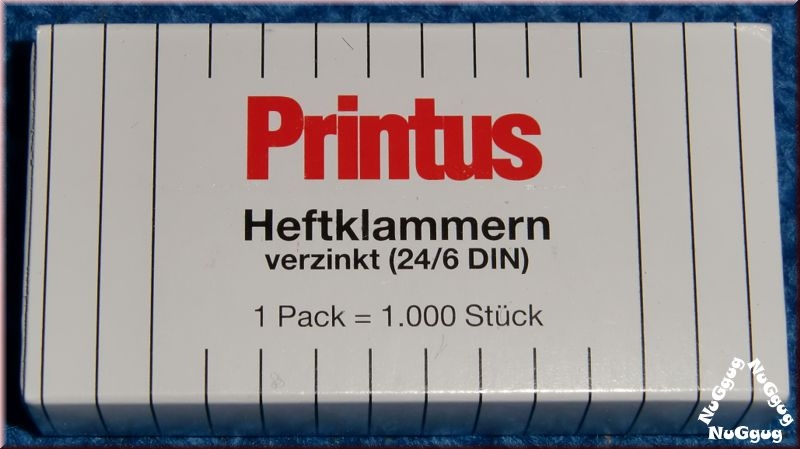 Printus
Heftklammern
verzinkt (24/6 DIN)
1 Pack = 1.000 Stück
NuGgug
NuGgug
NuGgug